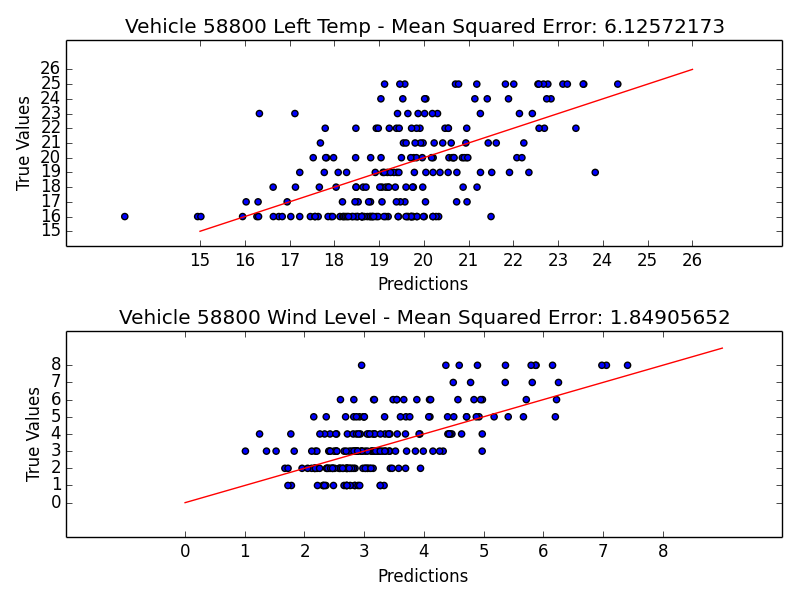 Vehicle 58800 Left Temp - Mean Squared Error: 6.12572173
True Values
26
25
24
23
22
21
20
19
18
17
16
15
15 16 17 18 19 20 21 22 23 24 25 26
Predictions
Vehicle 58800 Wind Level - Mean Squared Error: 1.84905652
True Values
8
7
6
5
4
3
2
1
0
0 1 2 3 4 5 6 7 8
Predictions